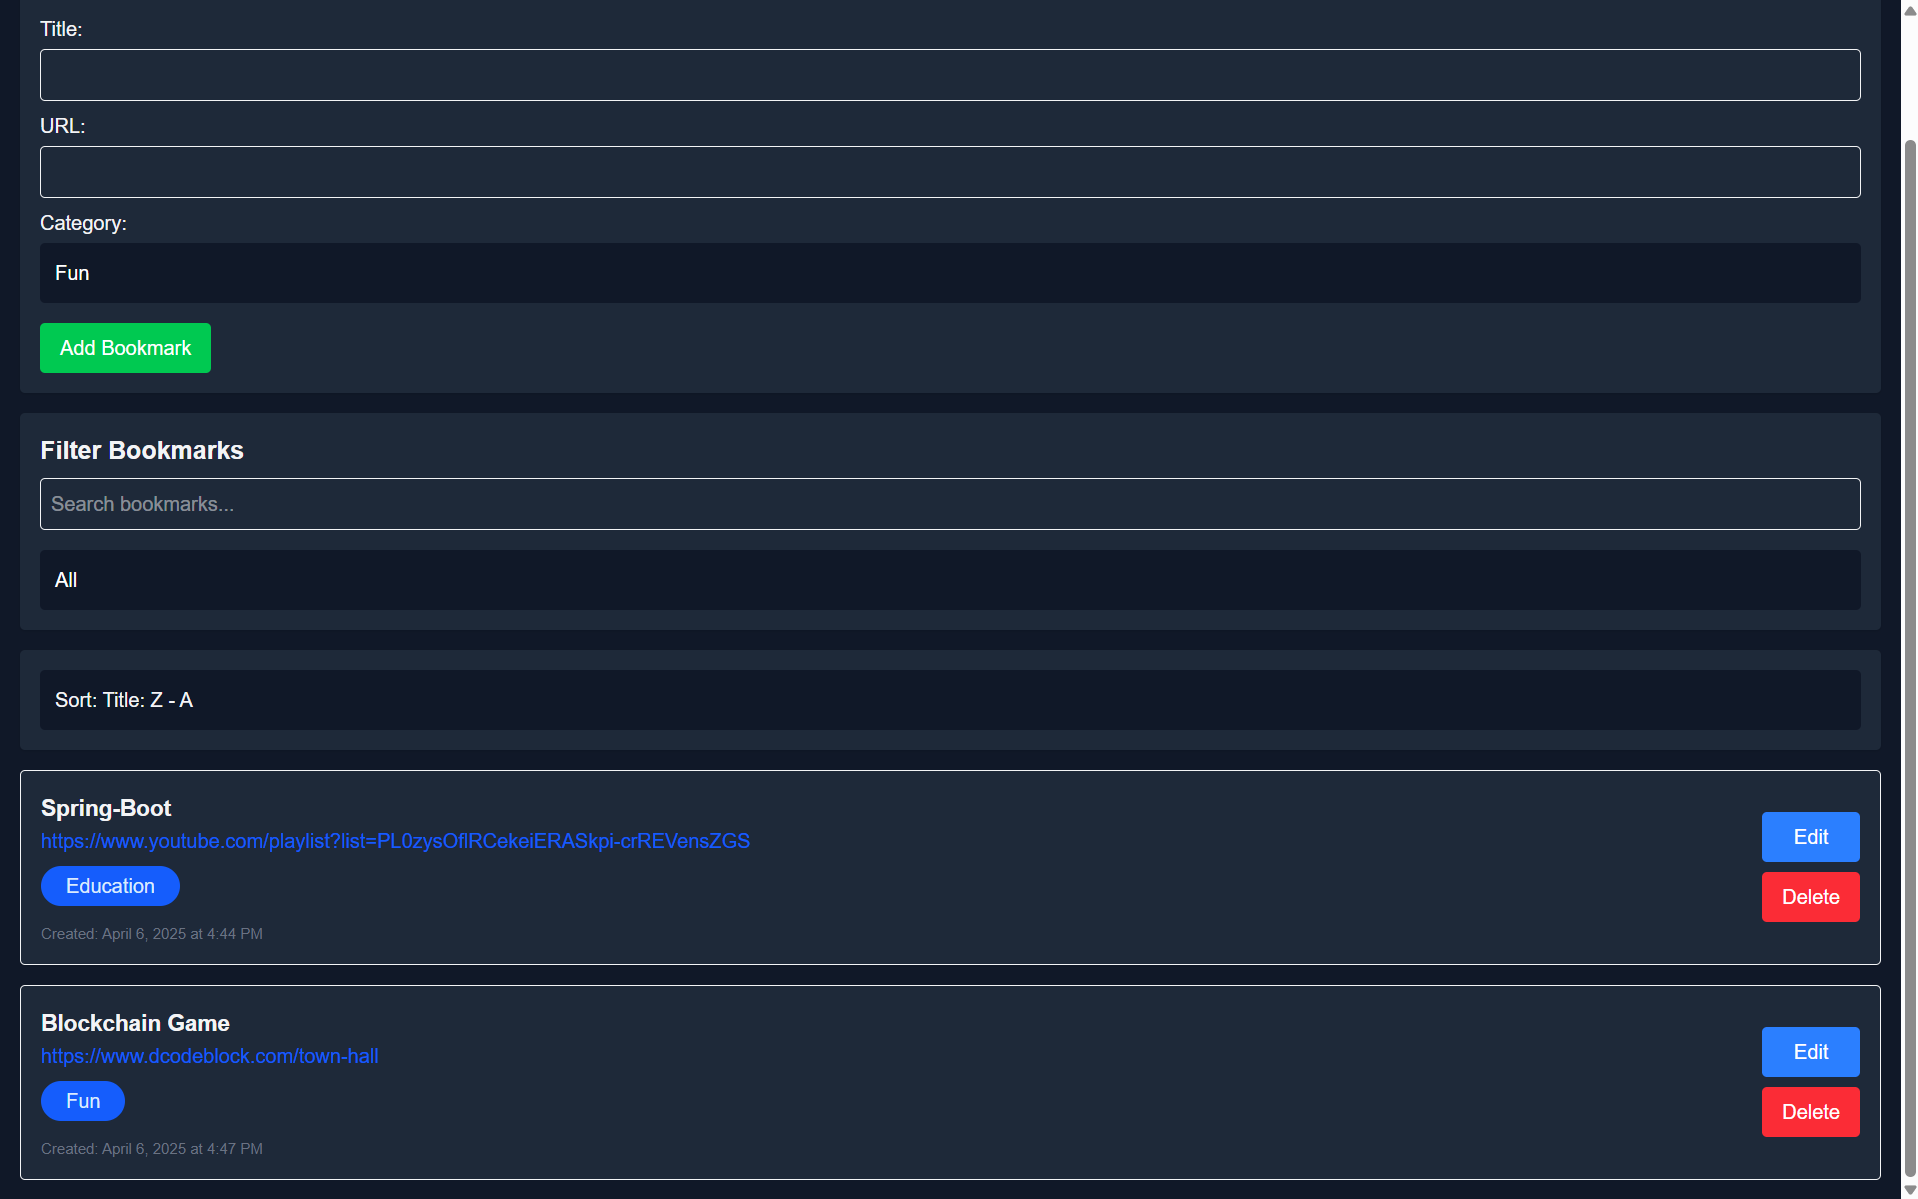 Title:
URL:
Category:
Fun
Add Bookmark
Filter Bookmarks
Search bookmarks...
All
Sort: Title: Z - A
Spring-Boot
https://www.youtube.com/playlist?list=PL0zysOflRCekeiERASkpi-crREVensZGS
Education
Created: April 6, 2025 at 4:44 PM
Edit
Delete
Blockchain Game
https://www.dcodeblock.com/town-hall
Fun
Created: April 6, 2025 at 4:47 PM
Edit
Delete